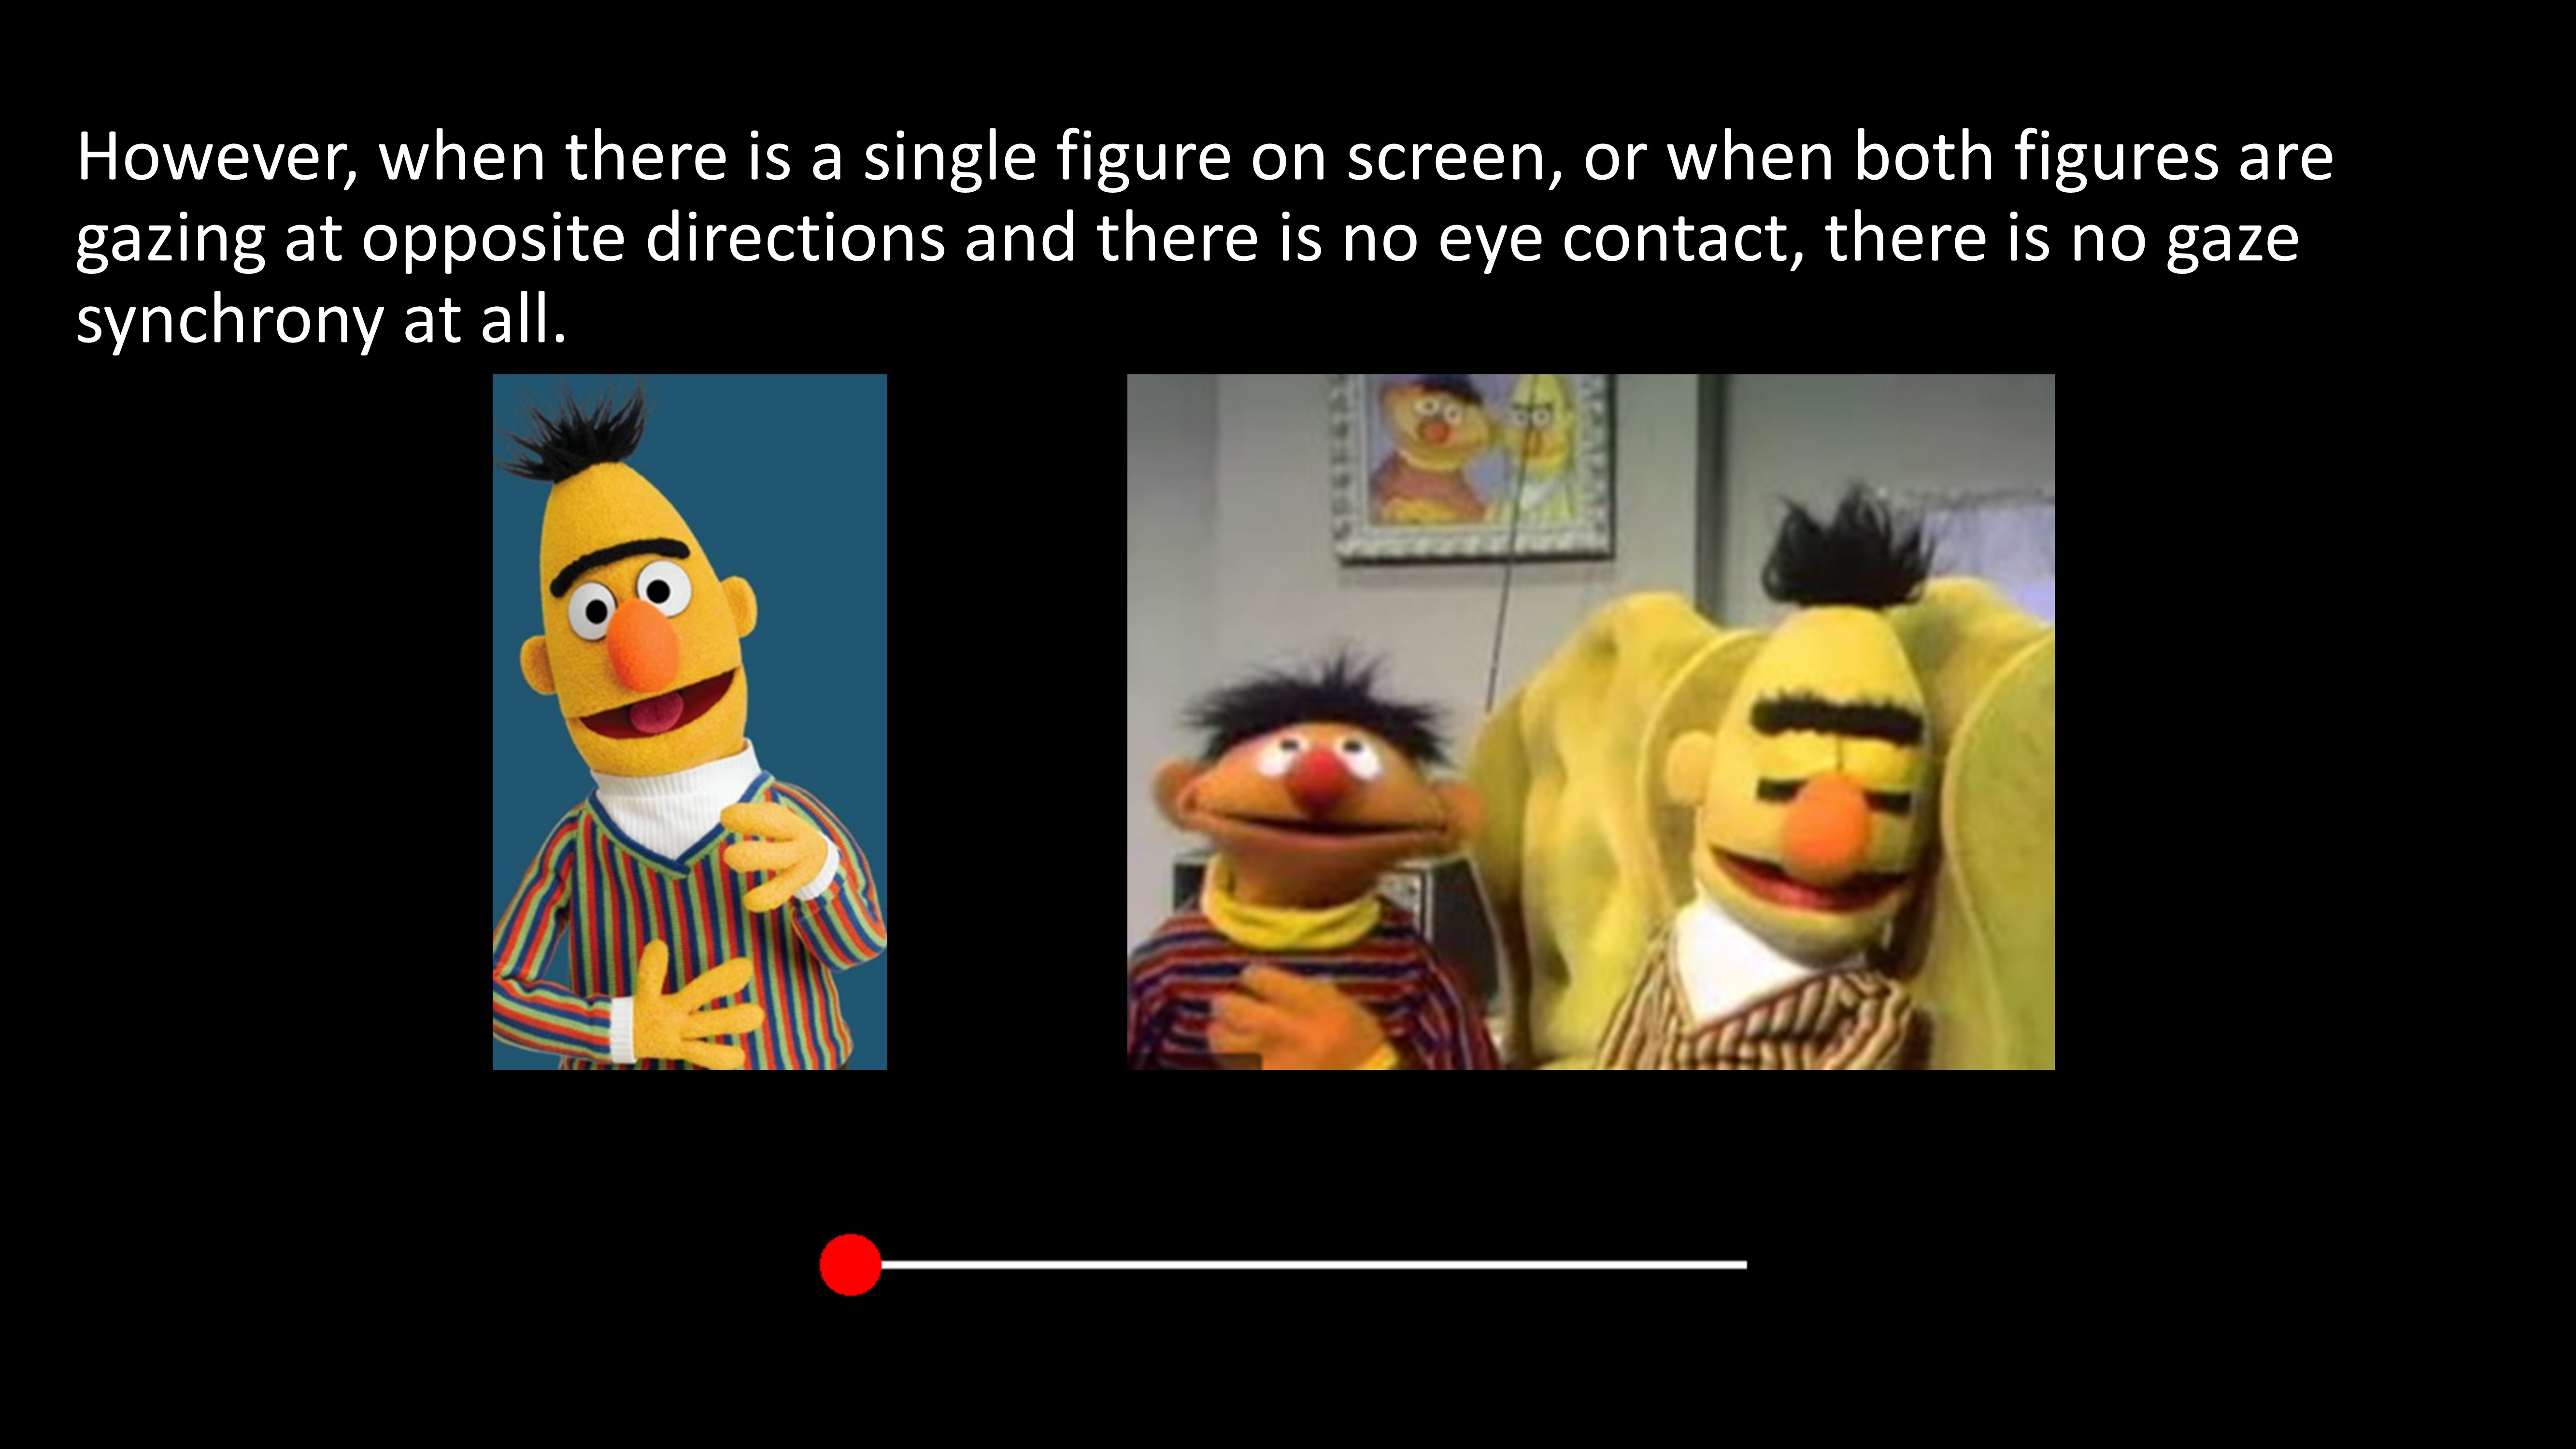 However, when there is a single figure on screen, or when both figures are
gazing at opposite directions and there is no eye contact, there is no gaze
synchrony at all.